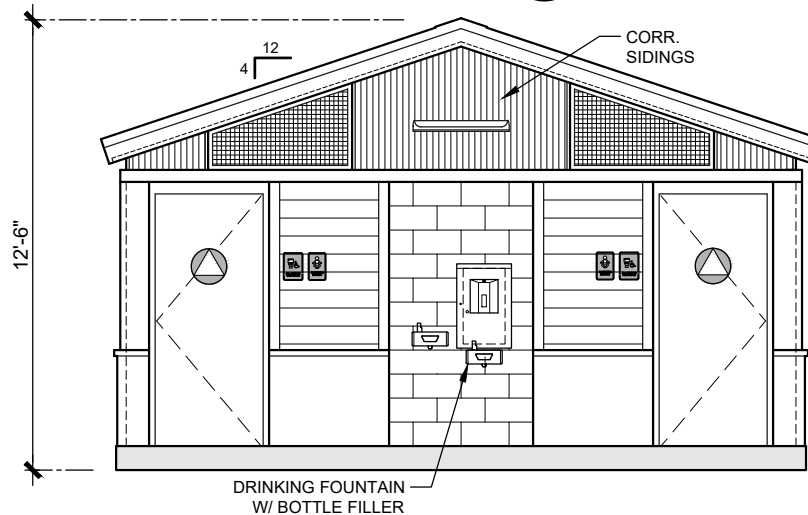 CORR.
SIDINGS
12
4
12'-6"
DRINKING FOUNTAIN
W/ BOTTLE FILLER